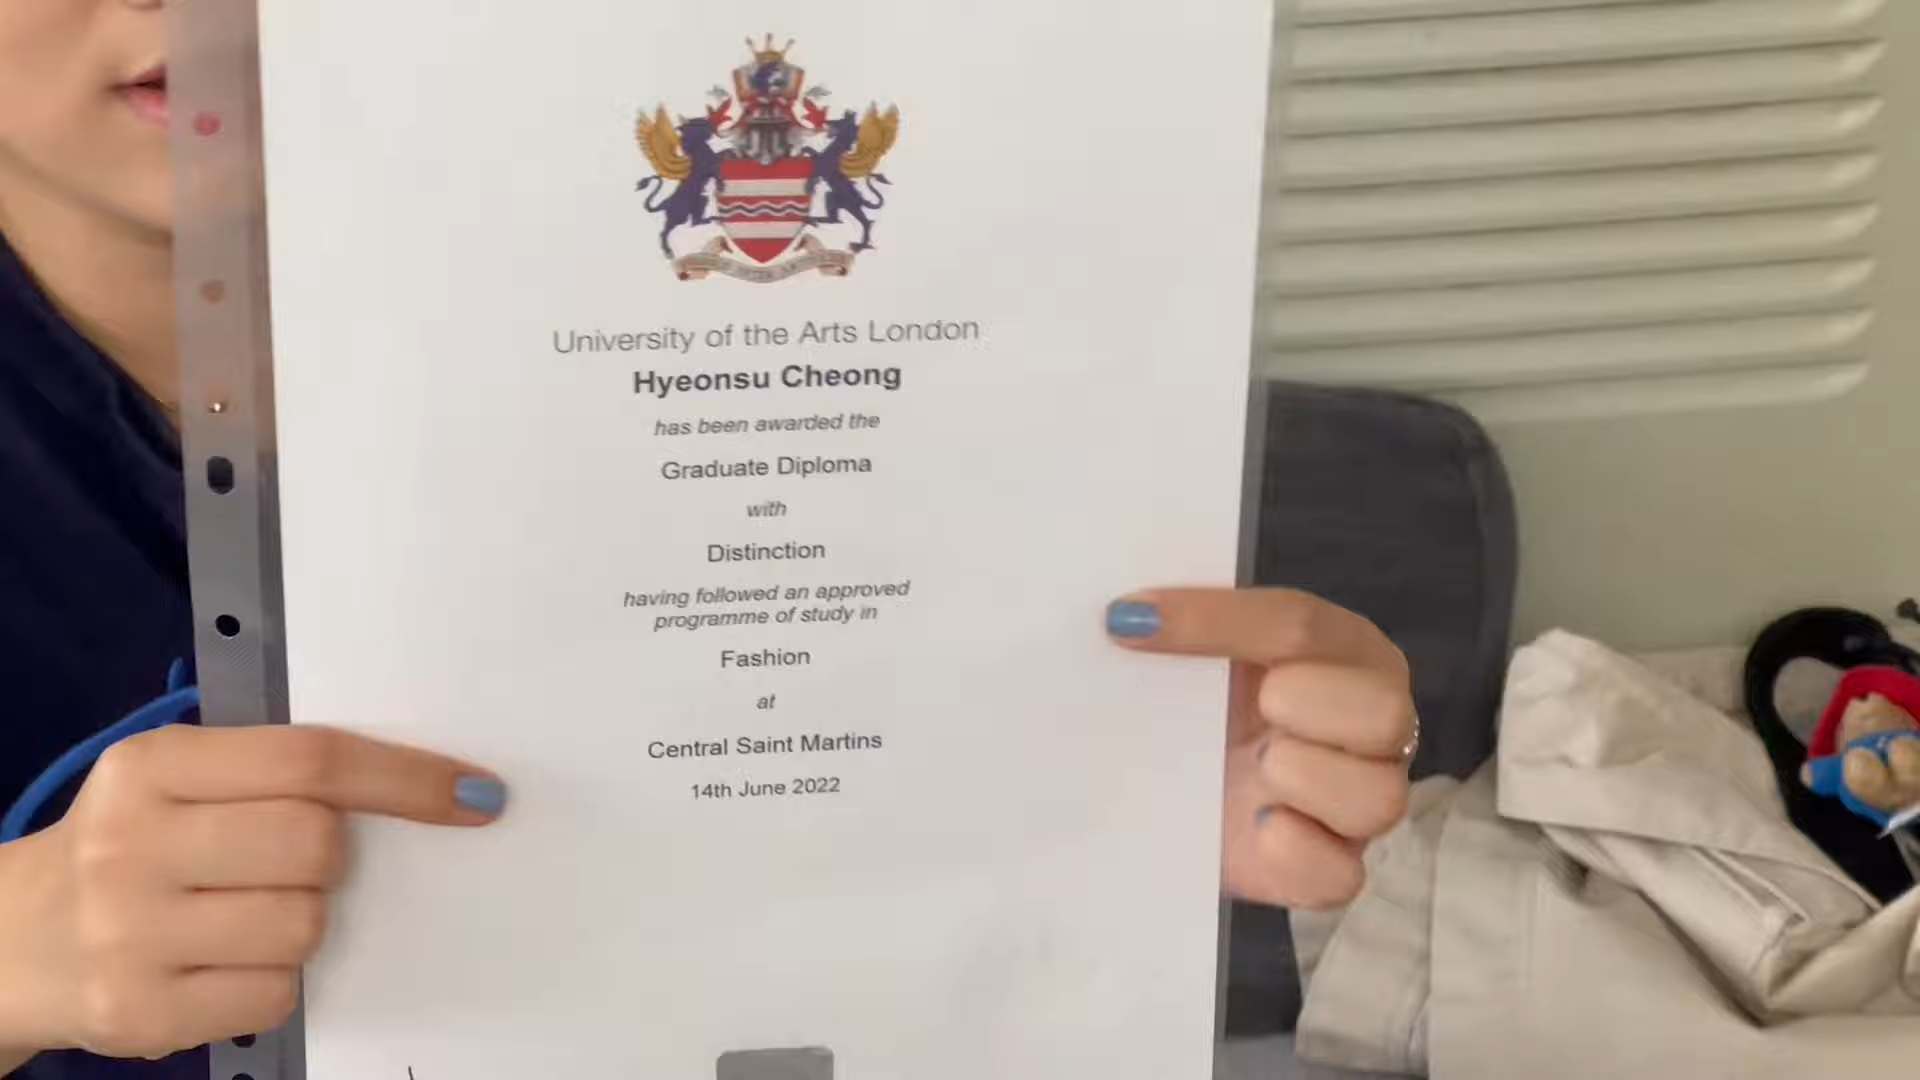 University of the Arts London
Hyeonsu Cheong
has been awarded the
Graduate Diploma
with
Distinction
having followed an approved
programme of study in
Fashion
at
Central Saint Martins
14th June 2022